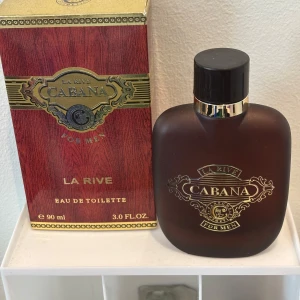 LA RIVE
CABANA
FOR MEN
LA RIVE
EAU DE TOILETTE
℮ 90 ml 3.0 FL.OZ.
LA RIVE
CABANA
FOR MEN